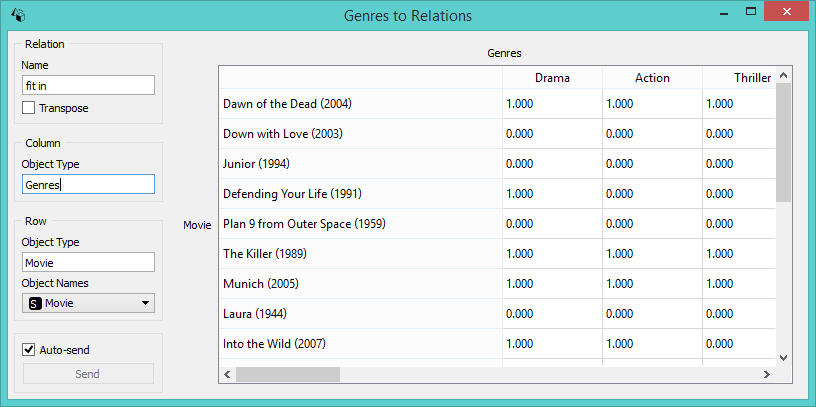 Genres to Relations
Relation
Name
fit in
Transpose
Column
Object Type
Genres
Row
Object Type
Movie
Object Names
S Movie
Auto-send
Send
Genres
Movie
Drama Action Thriller
Dawn of the Dead (2004) 1.000 1.000 1.000
Down with Love (2003) 0.000 0.000 0.000
Junior (1994) 0.000 0.000 0.000
Defending Your Life (1991) 1.000 0.000 0.000
Plan 9 from Outer Space (1959) 0.000 0.000 0.000
The Killer (1989) 1.000 1.000 1.000
Munich (2005) 1.000 1.000 1.000
Laura (1944) 0.000 0.000 0.000
Into the Wild (2007) 1.000 1.000 0.000